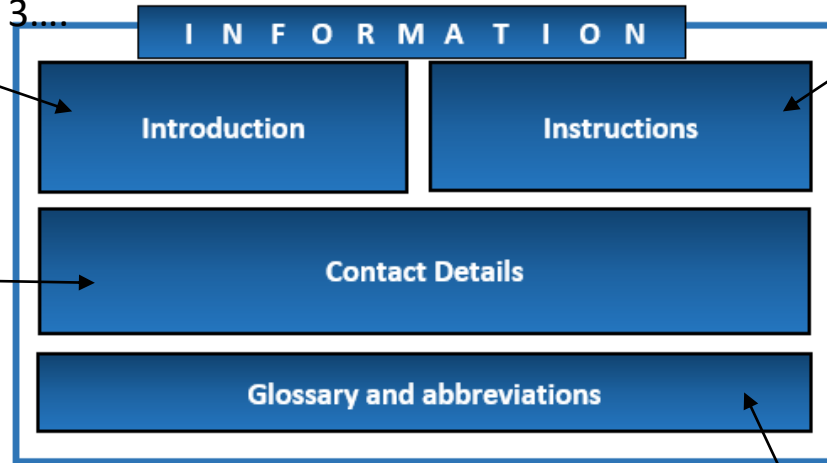 3....
I N F O R M A T I O N
Introduction
Instructions
Contact Details
Glossary and abbreviations